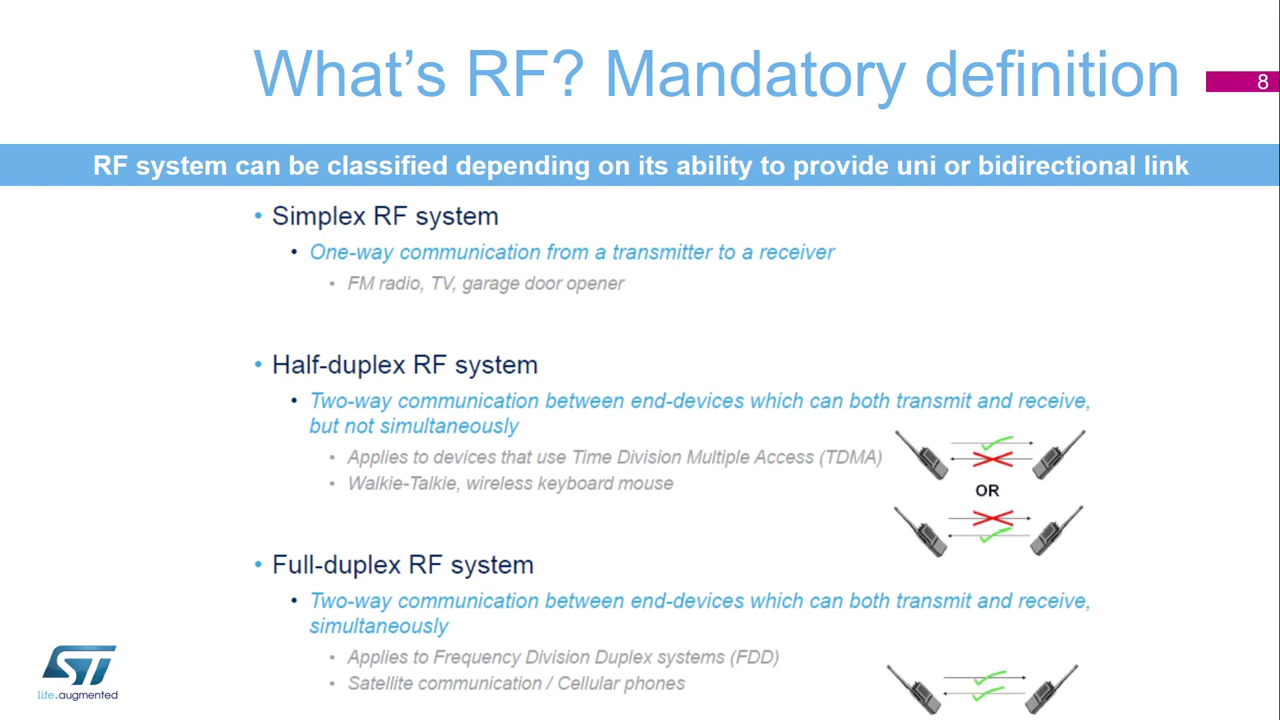 What's RF? Mandatory definition
8
RF system can be classified depending on its ability to provide uni or bidirectional link
• Simplex RF system
• One-way communication from a transmitter to a receiver
• FM radio, TV, garage door opener
• Half-duplex RF system
• Two-way communication between end-devices which can both transmit and receive,
but not simultaneously
• Applies to devices that use Time Division Multiple Access (TDMA)
• Walkie-Talkie, wireless keyboard mouse
OR
• Full-duplex RF system
• Two-way communication between end-devices which can both transmit and receive,
simultaneously
• Applies to Frequency Division Duplex systems (FDD)
• Satellite communication / Cellular phones
ST
life.augmented